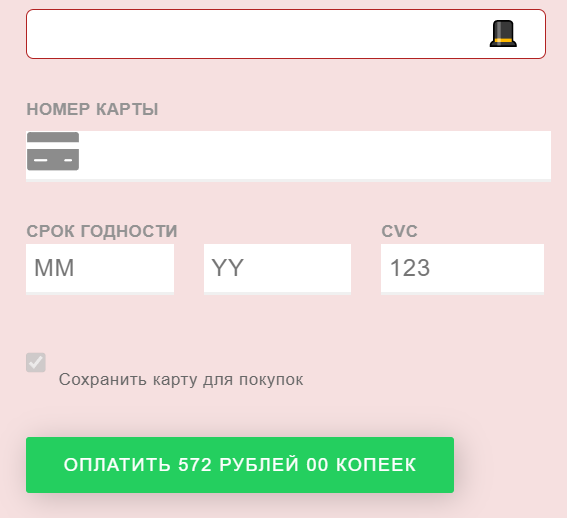 НОМЕР КАРТЫ
СРОК ГОДНОСТИ CVC
MM YY 123
Сохранить карту для покупок
ОПЛАТИТЬ 572 РУБЛЕЙ 00 КОПЕЕК